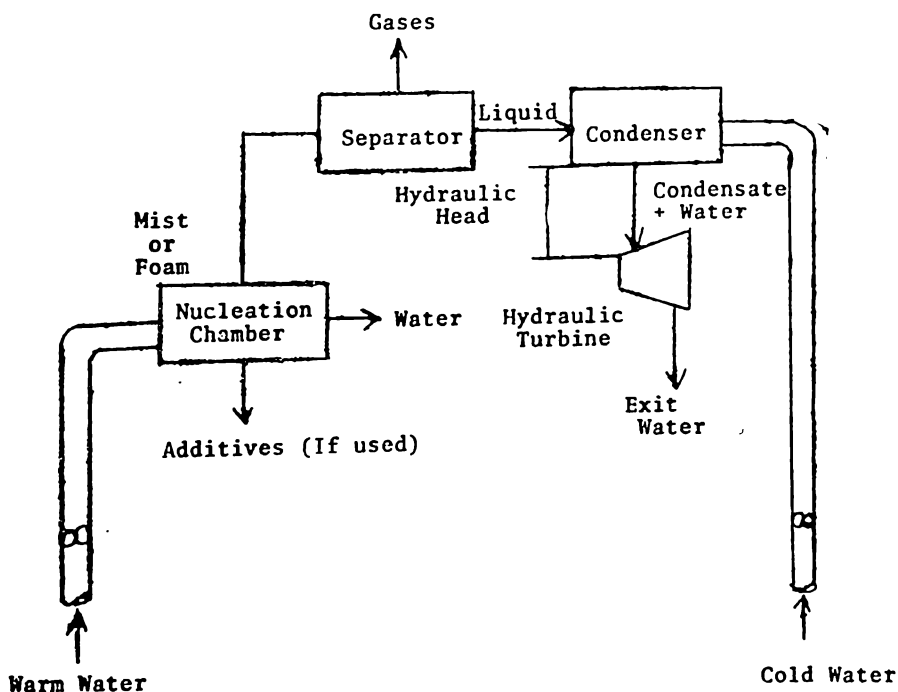 Gases
Separator
Liquid
Condenser
Hydraulic
Head
Condensate
+ Water
Mist
or
Foam
Nucleation
Chamber
Water
Hydraulic
Turbine
Additives (If used)
Exit
Water
Warm Water
Cold Water